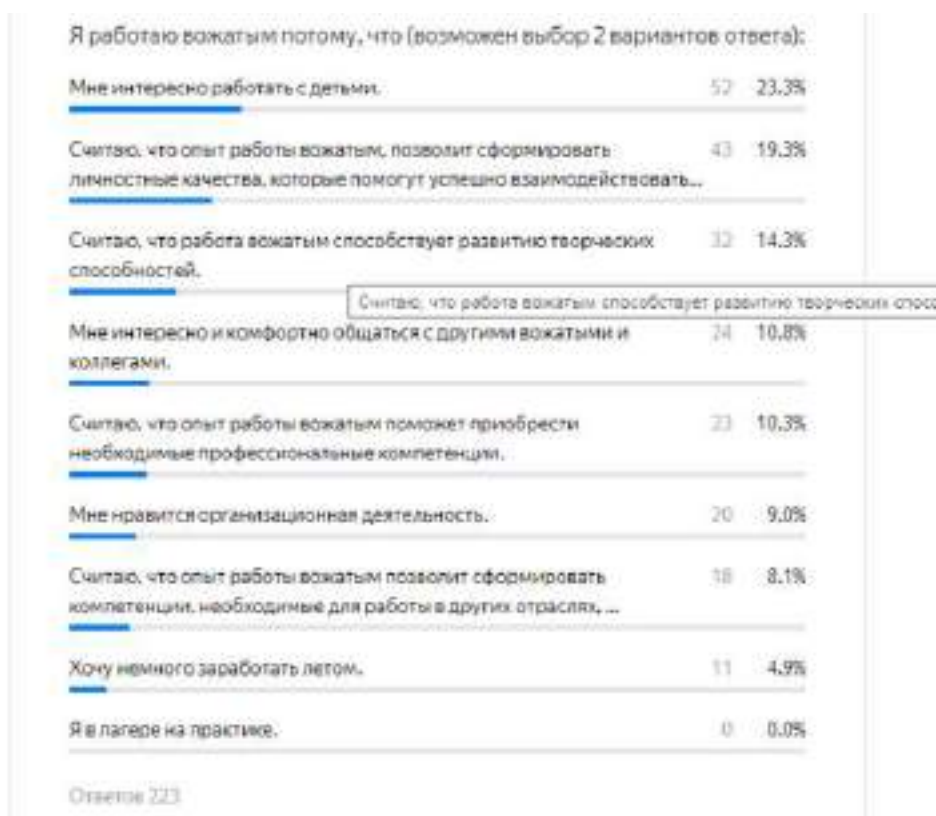 Я работаю вожатым потому, что (возможен выбор 2 вариантов ответа):
Мне интересно работать с детьми. 52 23.3%
Считаю, что опыт работы вожатым, позволит сформировать 43 19.3%
личностные качества, которые помогут успешно взаимодействовать...
Считаю, что работа вожатым способствует развитию творческих 32 14.3%
способностей.
Считаю, что работа вожатым способствует развитию творческих спосо
Мне интересно и комфортно общаться с другими вожатыми и 24 10.8%
коллегами.
Считаю, что опыт работы вожатым поможет приобрести 23 10.3%
необходимые профессиональные компетенции.
Мне нравится организационная деятельность. 20 9.0%
Считаю, что опыт работы вожатым позволит сформировать 18 8.1%
компетенции, необходимые для работы в других отраслях, ...
Хочу немного заработать летом. 11 4.9%
Я в лагере на практике. 0 0.0%
Ответов 223